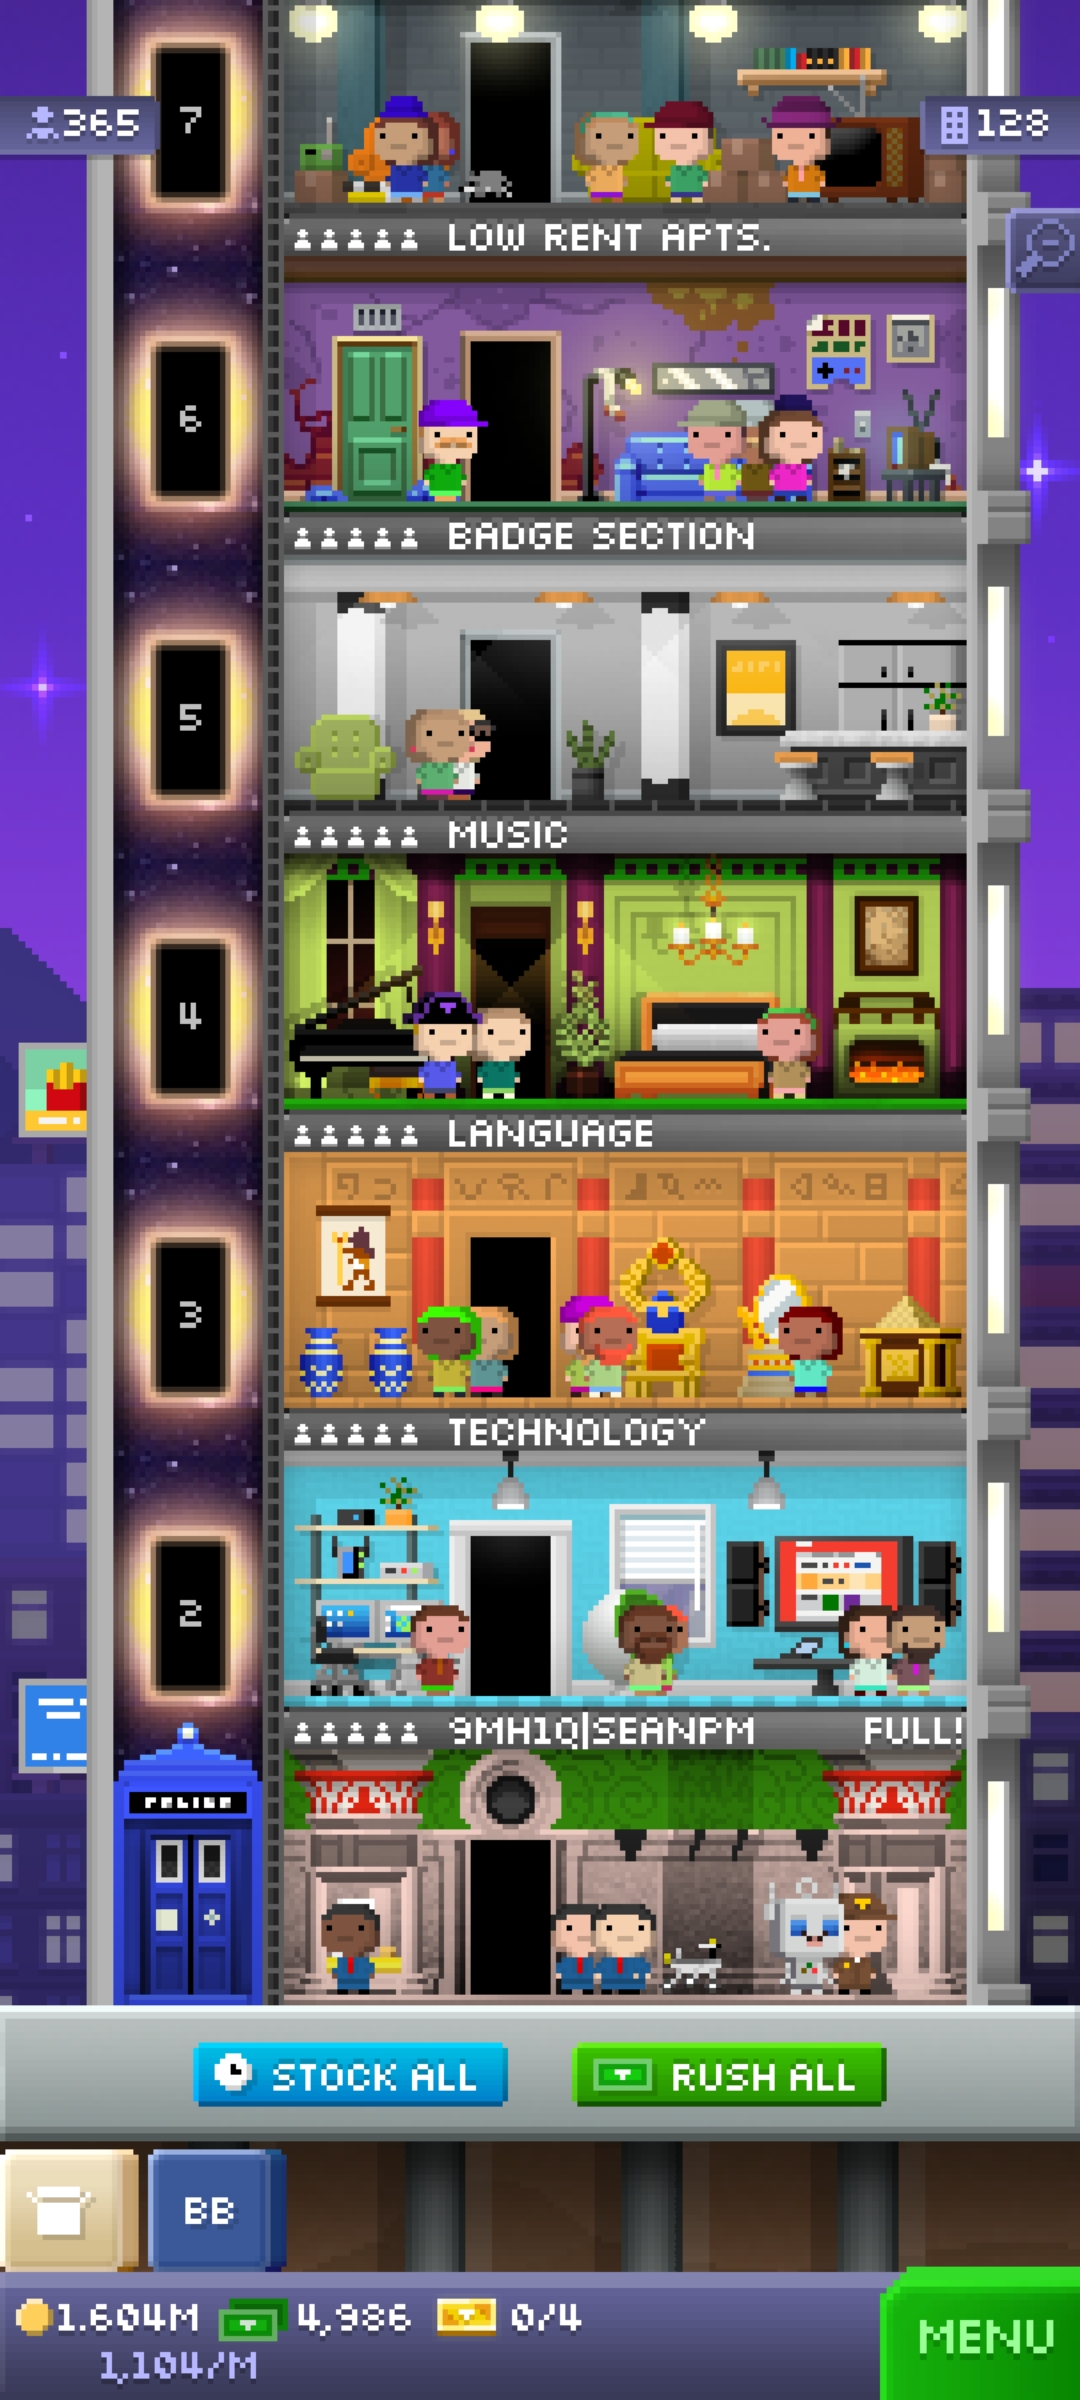 7
365
128
LOW RENT APTS.
6
BADGE SECTION
5
MUSIC
4
LANGUAGE
3
TECHNOLOGY
2
9MH1Q|SEANPM FULL!
POLICE
STOCK ALL
RUSH ALL
BB
1.604M 4,986 0/4
1,104/M
MENU